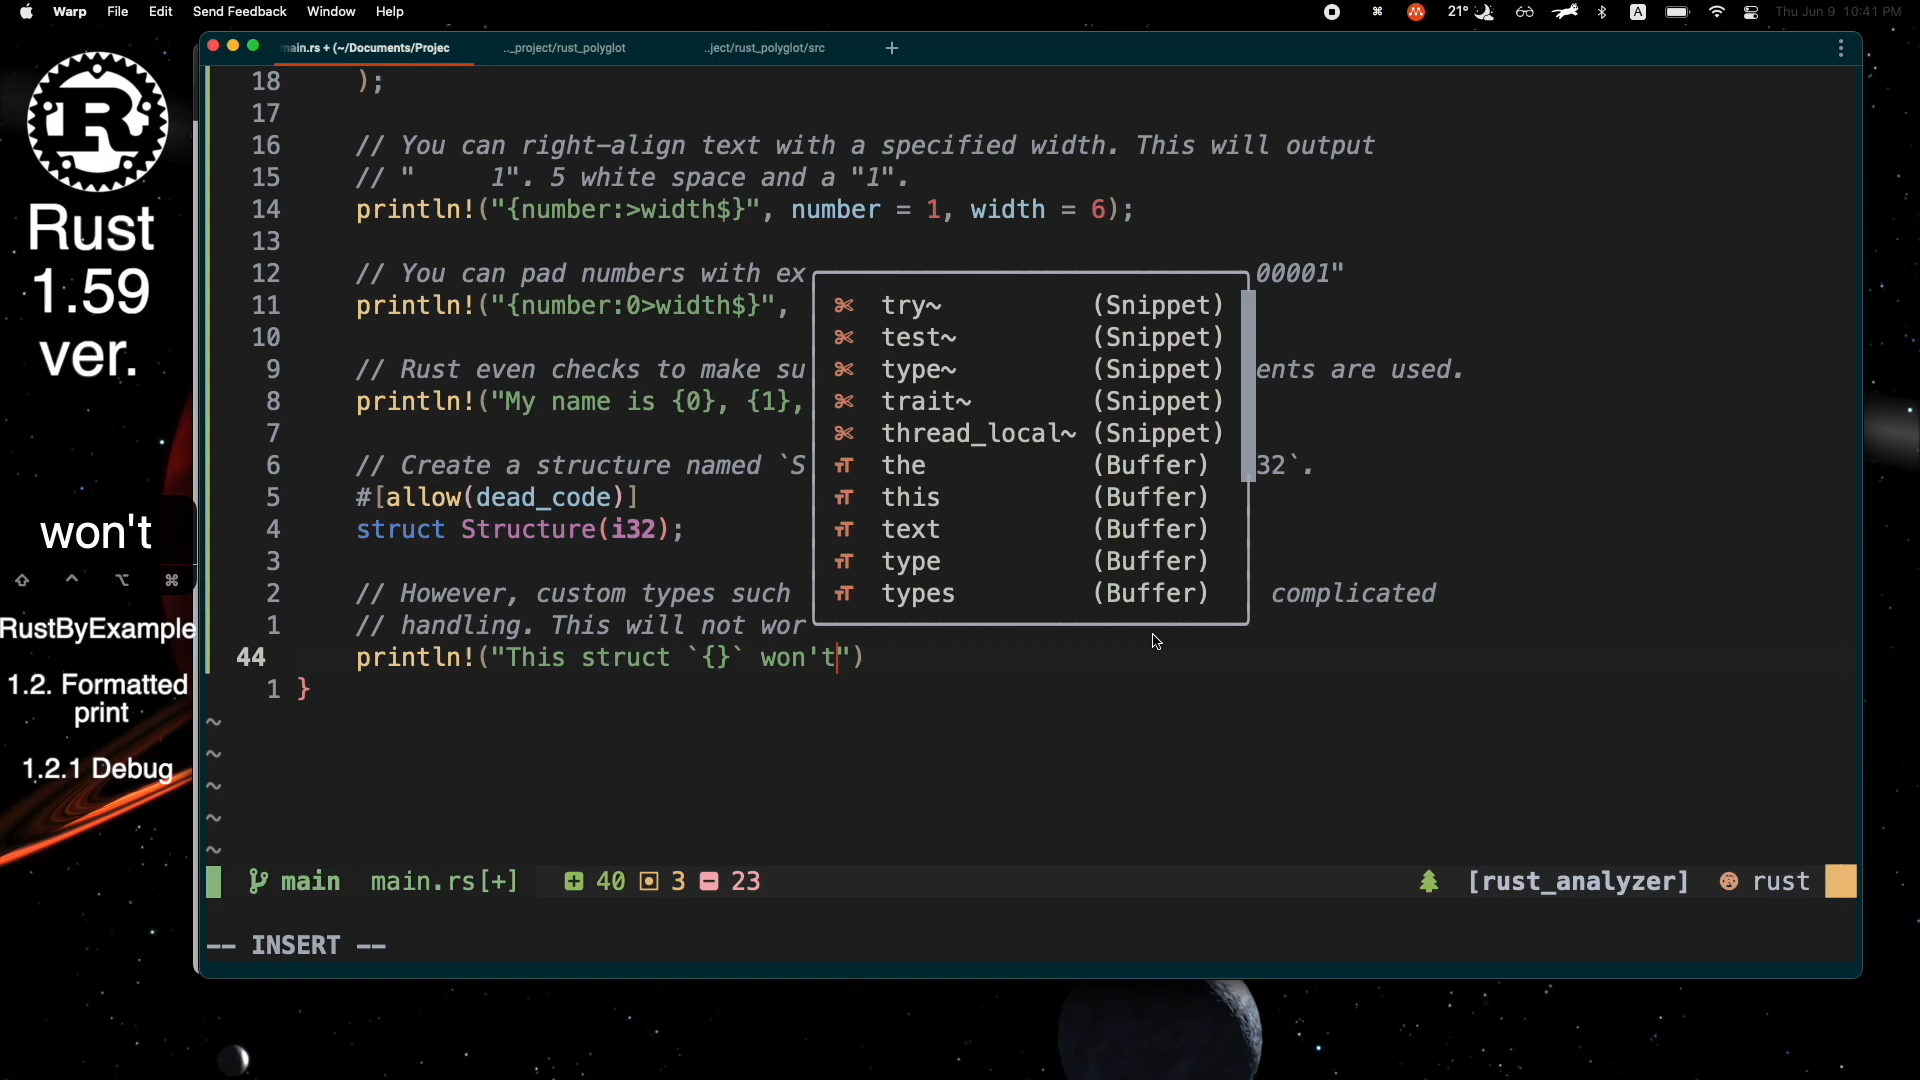 Warp File Edit Send Feedback Window Help
21° A Thu Jun 9 10:41 PM
main.rs + (~/Documents/Projec
.._project/rust_polyglot
..ject/rust_polyglot/src
+
18 );
17
16 // You can right-align text with a specified width. This will output
15 // "     1". 5 white space and a "1".
14 println!("{number:>width$}", number = 1, width = 6);
13
12 // You can pad numbers with ex 00001"
11 println!("{number:0>width$}",
10
9 // Rust even checks to make su ents are used.
8 println!("My name is {0}, {1},
7
6 // Create a structure named `S 32`.
5 #[allow(dead_code)]
4 struct Structure(i32);
3
2 // However, custom types such complicated
1 // handling. This will not wor
44 println!("This struct `{}` won't")
1 }
~
~
~
~
~
try~ (Snippet)
test~ (Snippet)
type~ (Snippet)
trait~ (Snippet)
thread_local~ (Snippet)
the (Buffer)
this (Buffer)
text (Buffer)
type (Buffer)
types (Buffer)
main main.rs[+] 40 3 23 [rust_analyzer] rust
-- INSERT --
R
Rust
1.59
ver.
won't
⇧ ⌃ ⌥ ⌘
RustByExample
1.2. Formatted
print
1.2.1 Debug